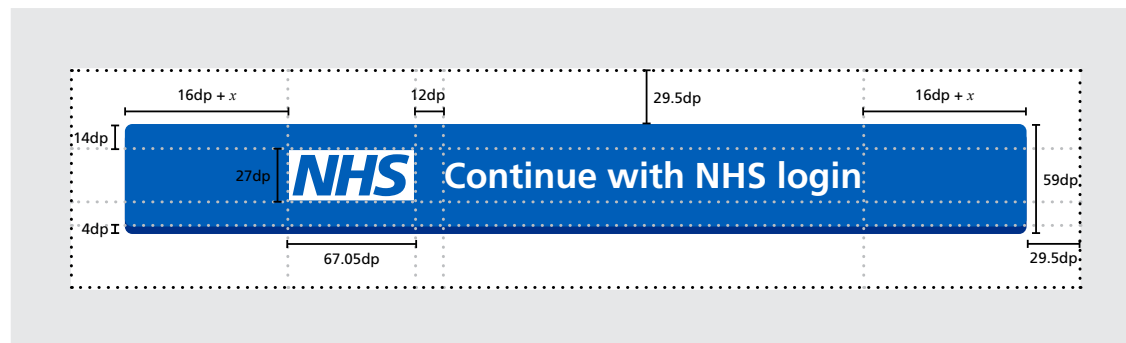 16dp + x
12dp
29.5dp
16dp + x
14dp
27dp
NHS
Continue with NHS login
59dp
4dp
67.05dp
29.5dp